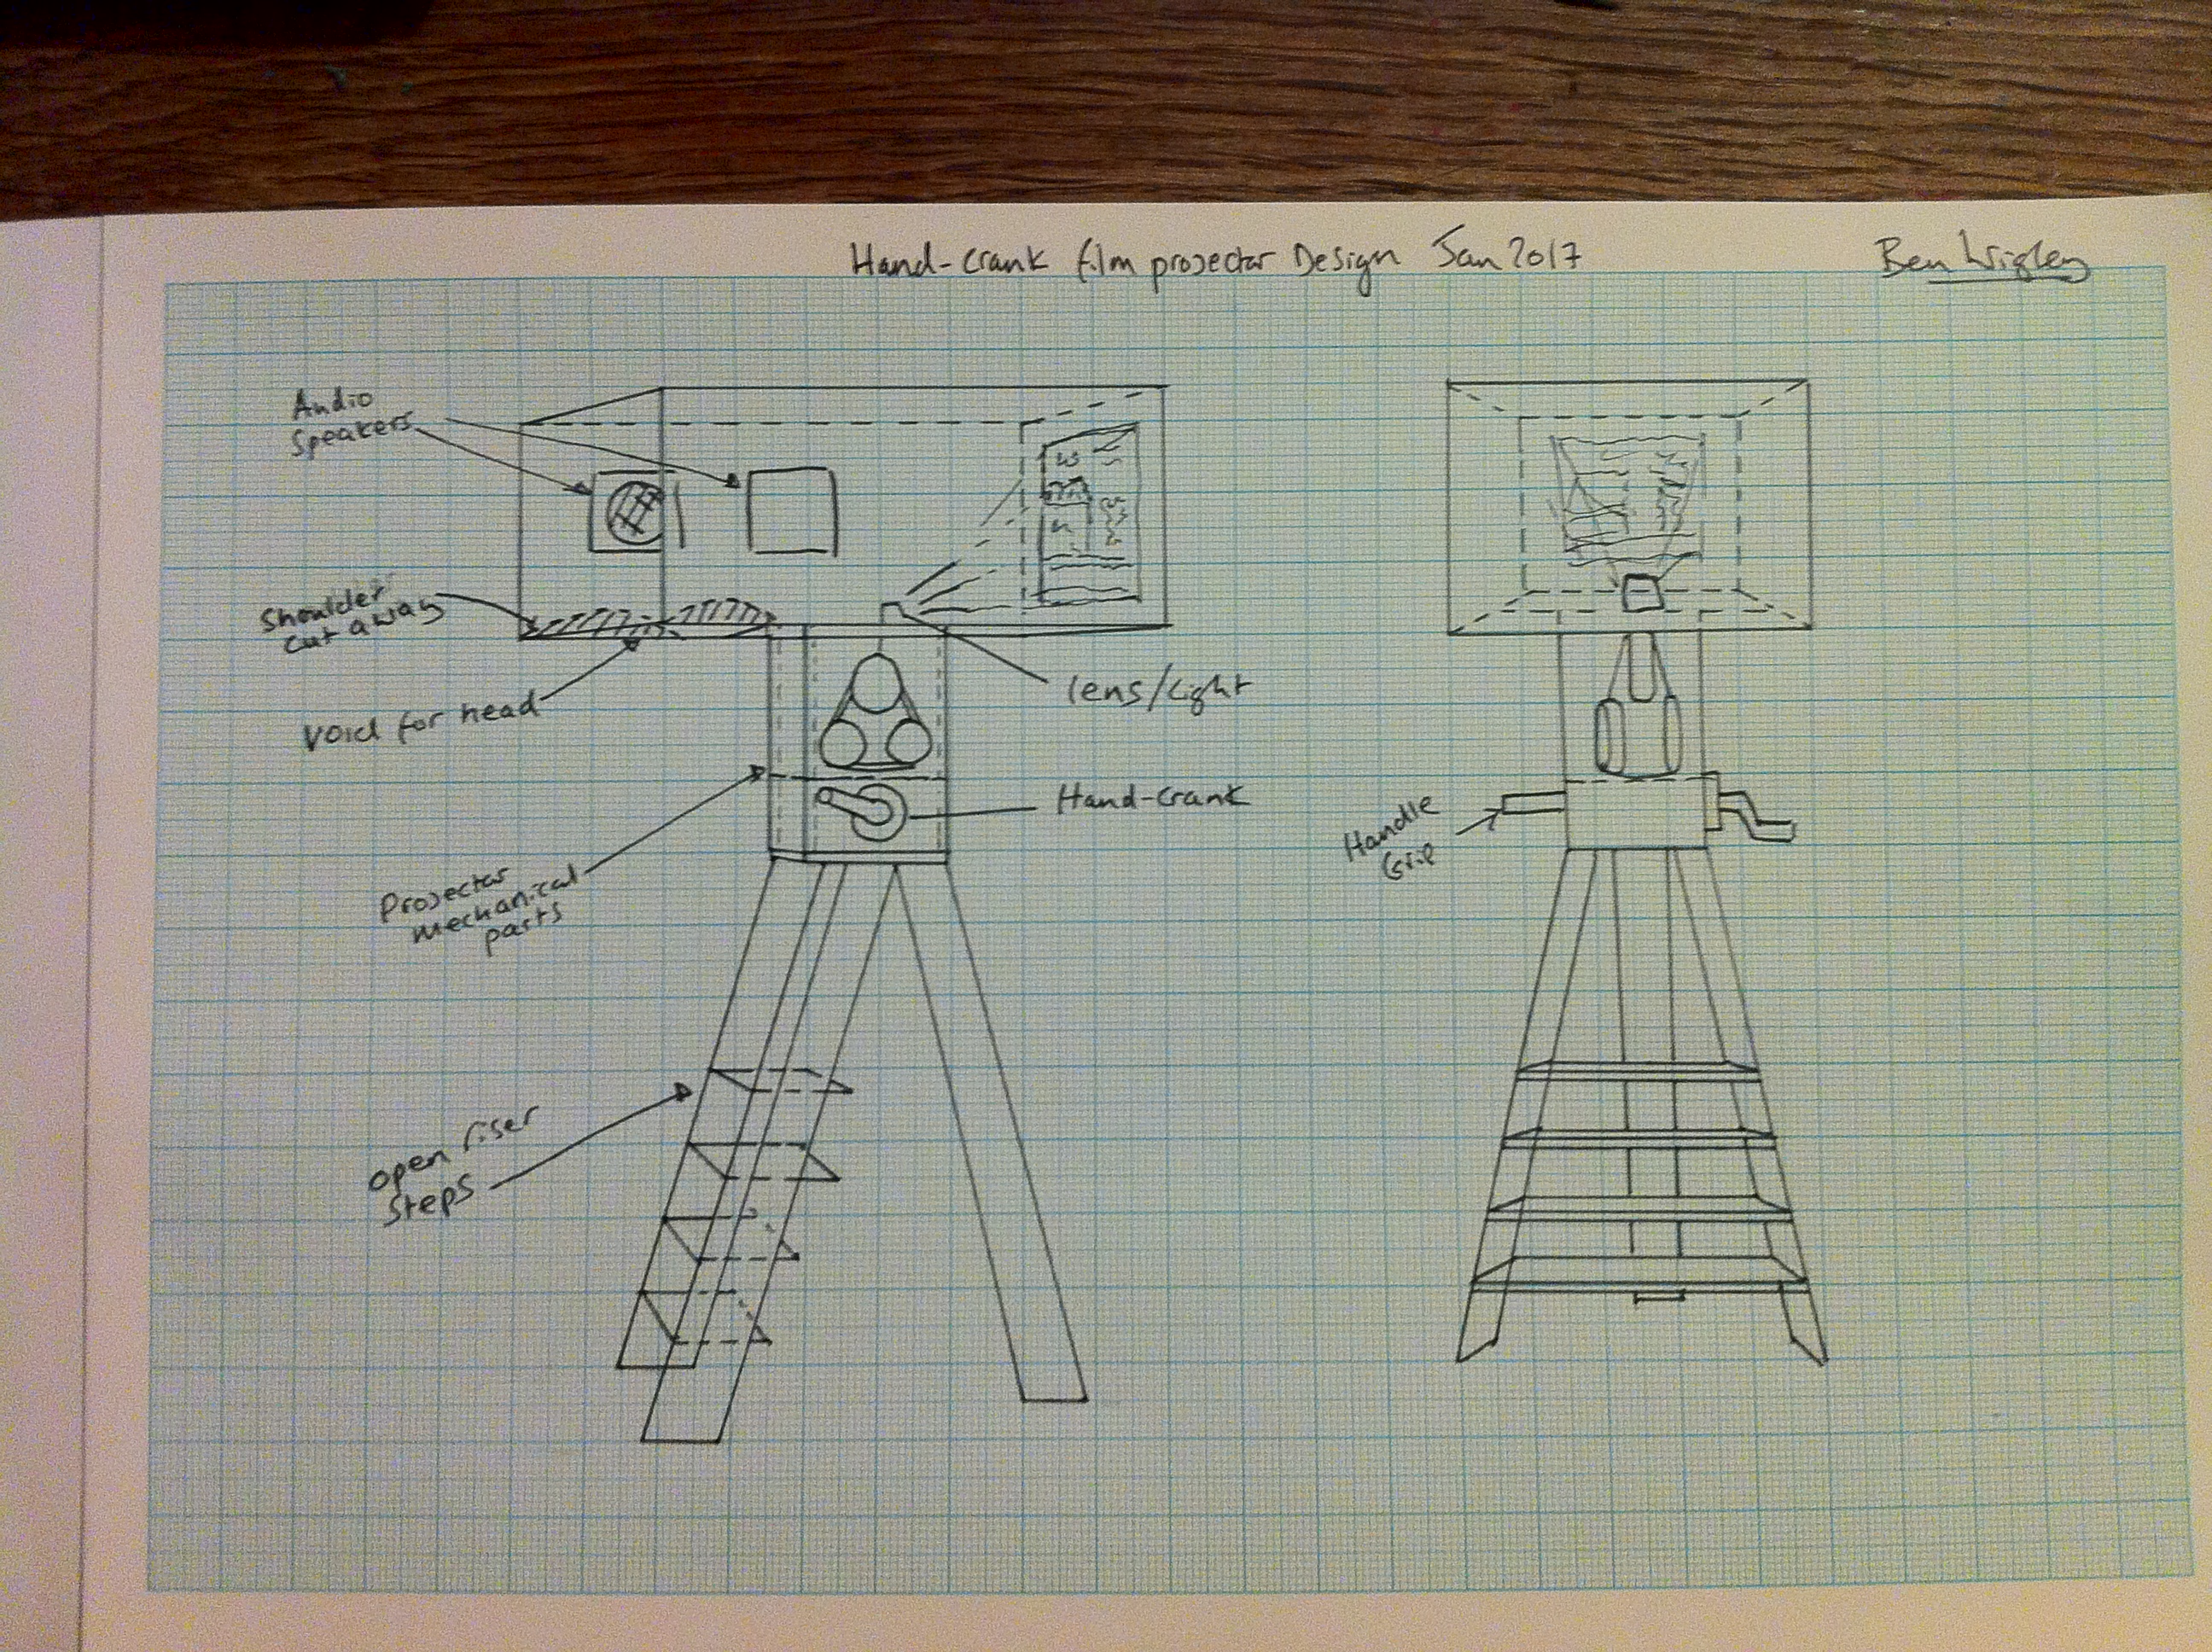 Hand-crank film projector Design Jan 2017
Ben Wigley
Audio
Speakers
Shoulder
cut away
Void for head
Projector
mechanical
parts
open riser
steps
lens/light
Hand-crank
Handle
Grip